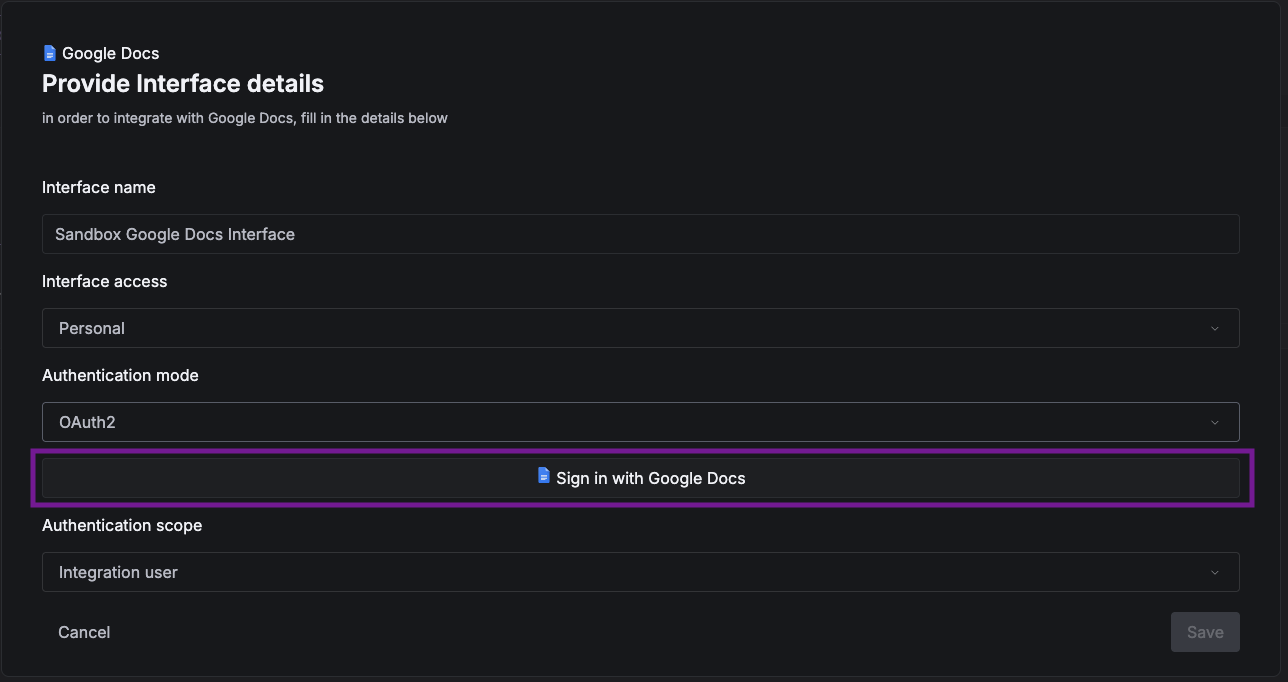 Google Docs
Provide Interface details
in order to integrate with Google Docs, fill in the details below
Interface name
Sandbox Google Docs Interface
Interface access
Personal
Authentication mode
OAuth2
Sign in with Google Docs
Authentication scope
Integration user
Cancel
Save